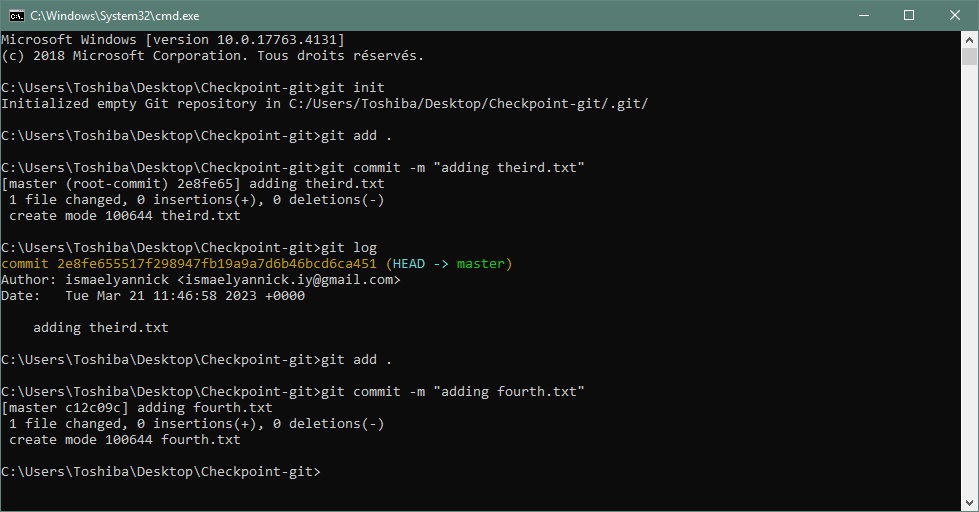 C:\Windows\System32\cmd.exe
Microsoft Windows [version 10.0.17763.4131]
(c) 2018 Microsoft Corporation. Tous droits réservés.
C:\Users\Toshiba\Desktop\Checkpoint-git>git init
Initialized empty Git repository in C:/Users/Toshiba/Desktop/Checkpoint-git/.git/
C:\Users\Toshiba\Desktop\Checkpoint-git>git add .
C:\Users\Toshiba\Desktop\Checkpoint-git>git commit -m "adding theird.txt"
[master (root-commit) 2e8fe65] adding theird.txt
 1 file changed, 0 insertions(+), 0 deletions(-)
 create mode 100644 theird.txt
C:\Users\Toshiba\Desktop\Checkpoint-git>git log
commit 2e8fe655517f298947fb19a9a7d6b46bcd6ca451 (HEAD -> master)
Author: ismaelyannick <ismaelyannick.iy@gmail.com>
Date:   Tue Mar 21 11:46:58 2023 +0000
    adding theird.txt
C:\Users\Toshiba\Desktop\Checkpoint-git>git add .
C:\Users\Toshiba\Desktop\Checkpoint-git>git commit -m "adding fourth.txt"
[master c12c09c] adding fourth.txt
 1 file changed, 0 insertions(+), 0 deletions(-)
 create mode 100644 fourth.txt
C:\Users\Toshiba\Desktop\Checkpoint-git>